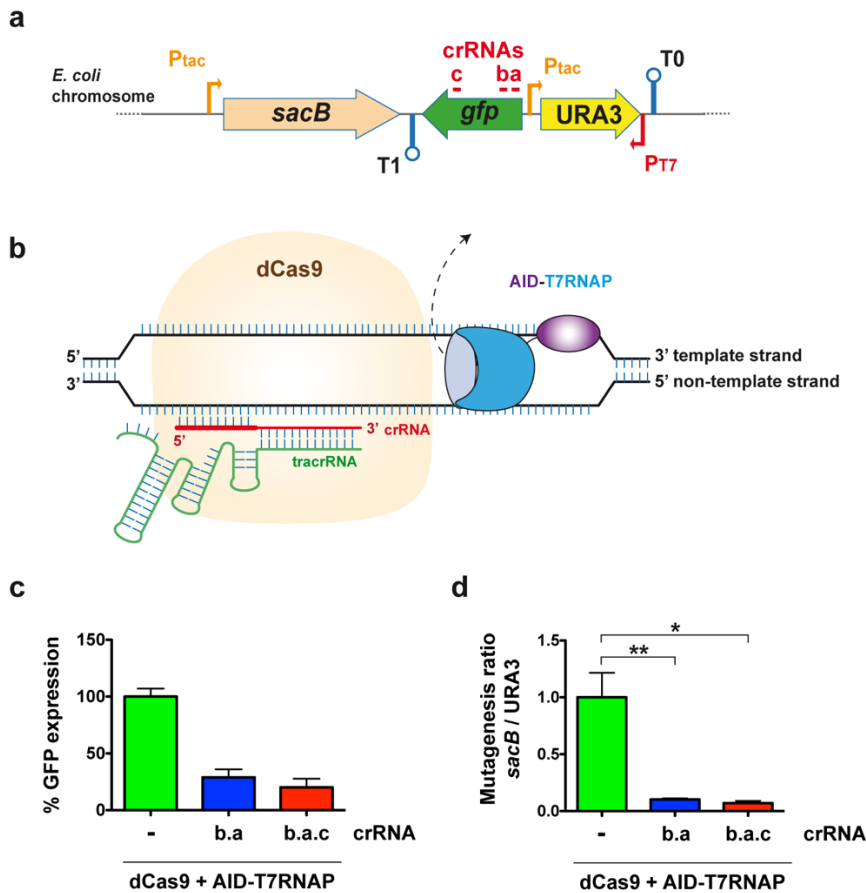 a
E. coli
chromosome
Ptac
sacB
T1
crRNAs
c
ba
gfp
Ptac
URA3
T0
PT7
b
dCas9
AID-T7RNAP
5’
3’
3’ template strand
5’ non-template strand
5’
3’ crRNA
tracrRNA
c
% GFP expression
150
100
50
0
-
b.a
b.a.c
crRNA
dCas9 + AID-T7RNAP
d
Mutagenesis ratio
sacB / URA3
1.5
1.0
0.5
0.0
*
**
-
b.a
b.a.c
crRNA
dCas9 + AID-T7RNAP